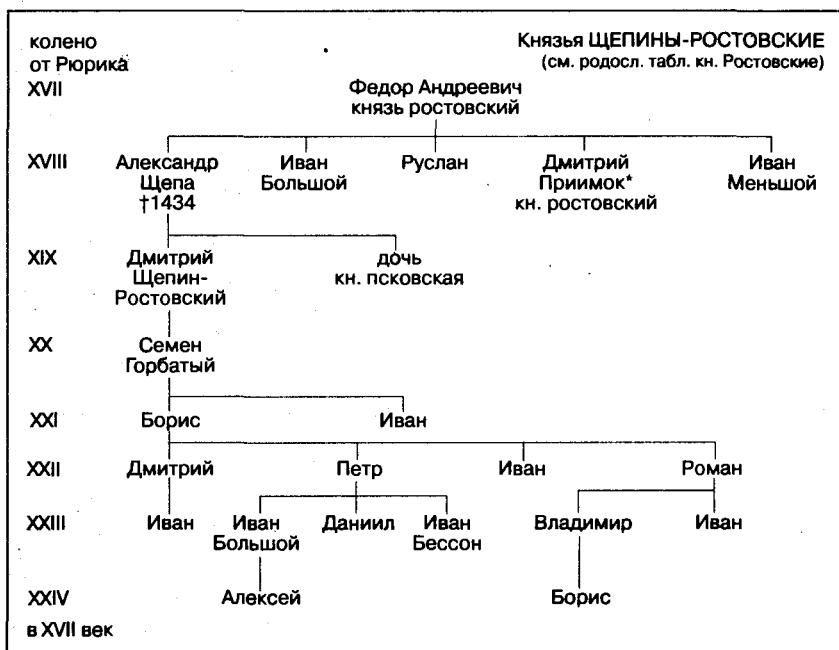 колено
от Рюрика
Князья ЩЕПИНЫ-РОСТОВСКИЕ
(см. родосл. табл. кн. Ростовские)
XVII
Федор Андреевич
князь ростовский
XVIII
Александр
Щепа
†1434
Иван
Большой
Руслан
Дмитрий
Приимок*
кн. ростовский
Иван
Меньшой
XIX
Дмитрий
Щепин-
Ростовский
дочь
кн. псковская
XX
Семен
Горбатый
XXI
Борис
Иван
XXII
Дмитрий
Петр
Иван
Роман
XXIII
Иван
Иван
Большой
Даниил
Иван
Бессон
Владимир
Иван
XXIV
Алексей
Борис
в XVII век